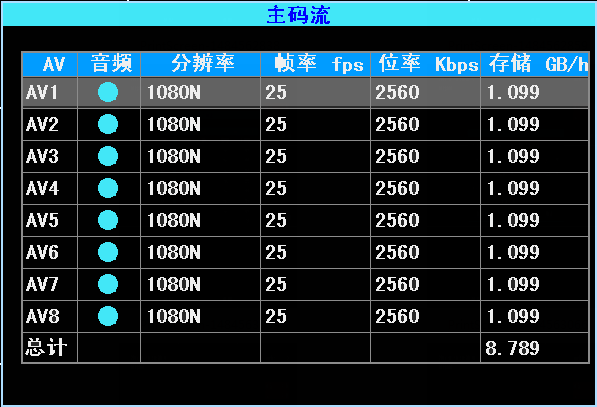 主码流
AV 音频 分辨率 帧率 fps 位率 Kbps 存储 GB/h
AV1 1080N 25 2560 1.099
AV2 1080N 25 2560 1.099
AV3 1080N 25 2560 1.099
AV4 1080N 25 2560 1.099
AV5 1080N 25 2560 1.099
AV6 1080N 25 2560 1.099
AV7 1080N 25 2560 1.099
AV8 1080N 25 2560 1.099
总计 8.789